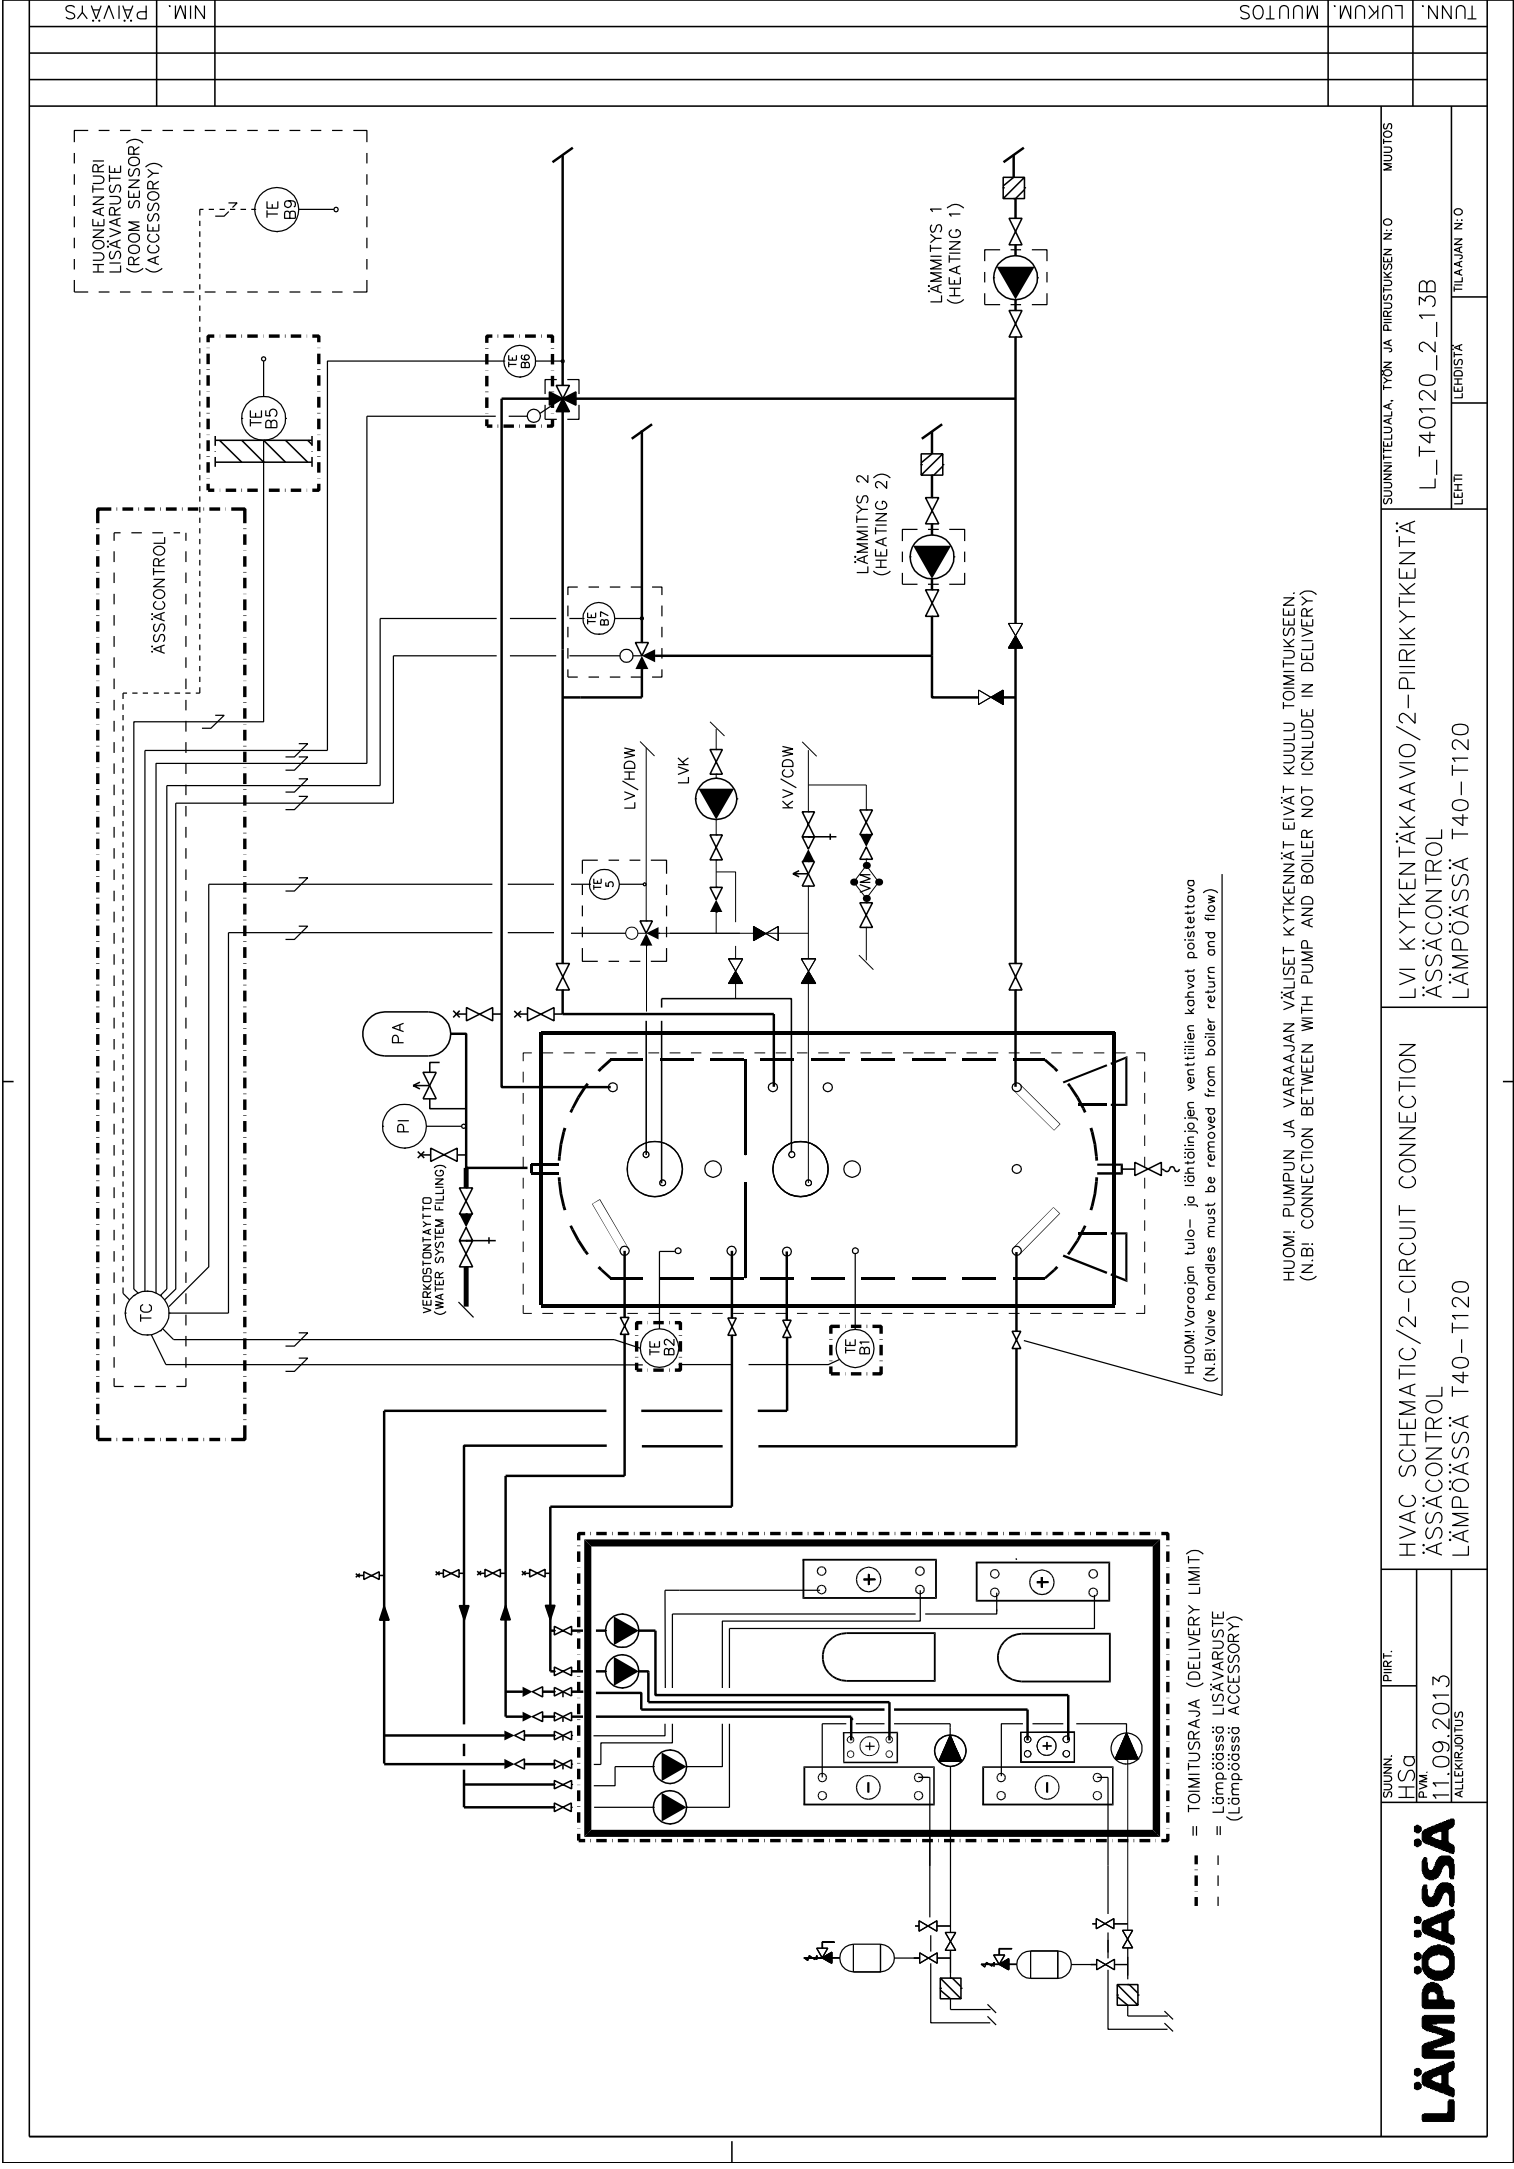 PÄIVÄYS
NIM.
MUUTOS
LUKUM.
TUNN.
HUONEANTURI
LISÄVARUSTE
(ROOM SENSOR)
(ACCESSORY)
TE
B9
TE
B5
TE
B6
ÄSSÄCONTROL
TC
TE
B7
LÄMMITYS 1
(HEATING 1)
LÄMMITYS 2
(HEATING 2)
LV/HDW
LVK
KV/CDW
TE
5
VM
PA
PI
VERKOSTONTAYTTO
(WATER SYSTEM FILLING)
TE
B2
TE
B1
HUOM! Varaajan tulo- ja lähtölinjojen venttiilien kahvat poistettava
(N.B! Valve handles must be removed from boiler return and flow)
HUOM! PUMPUN JA VARAAJAN VÄLISET KYTKENNÄT EIVÄT KUULU TOIMITUKSEEN.
(N.B! CONNECTION BETWEEN WITH PUMP AND BOILER NOT ICNLUDE IN DELIVERY)
+
+
+
+
-
-
= TOIMITUSRAJA (DELIVERY LIMIT)
= Lämpöässä LISÄVARUSTE
(Lämpöässä ACCESSORY)
LÄMPÖÄSSÄ
SUUNN.
HSa
PIIRT.
PVM.
11.09.2013
ALLEKIRJOITUS
HVAC SCHEMATIC/2-CIRCUIT CONNECTION
ÄSSÄCONTROL
LÄMPÖÄSSÄ T40-T120
LVI KYTKENTÄKAAVIO/2-PIIRIKYTKENTÄ
ÄSSÄCONTROL
LÄMPÖÄSSÄ T40-T120
SUUNNITTELUALA, TYÖN JA PIIRUSTUKSEN N:O
MUUTOS
L_T40120_2_13B
LEHTI
LEHDISTÄ
TILAAJAN N:O